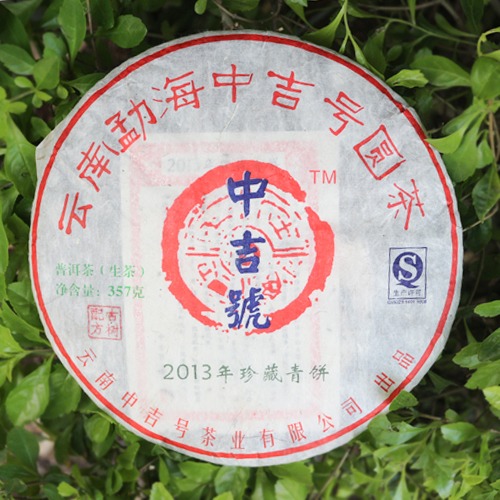 云南勐海中吉号圆茶
TM
中吉號
普洱茶（生茶）
净含量：357克
古树
配方
2013年珍藏青饼
云南中吉号茶业有限公司 出品